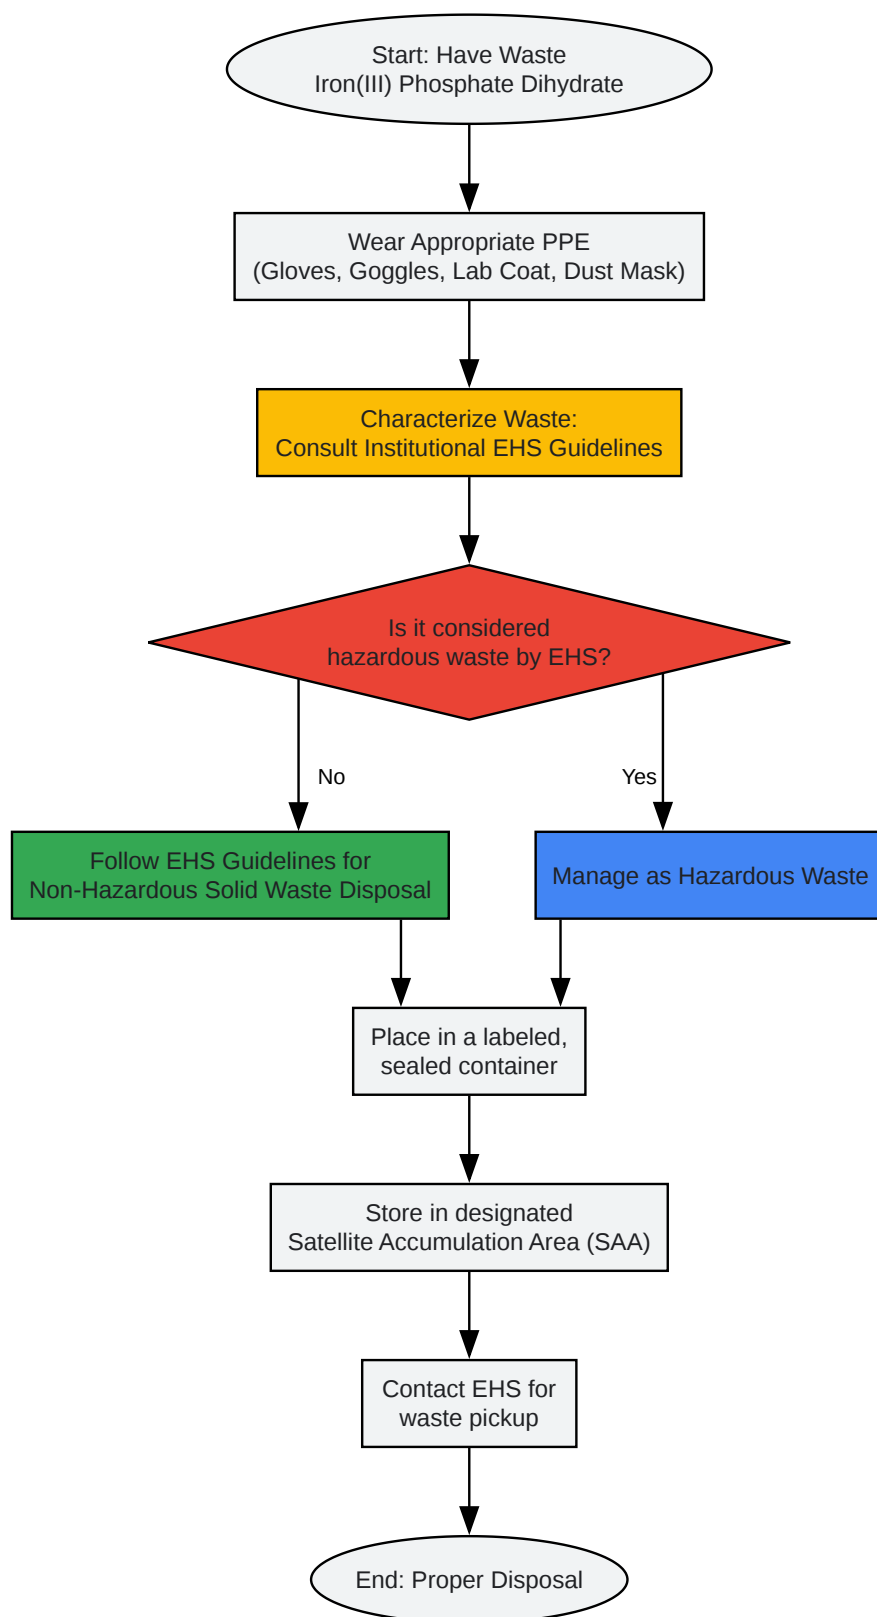 Start: Have Waste
Iron(III) Phosphate Dihydrate
Wear Appropriate PPE
(Gloves, Goggles, Lab Coat, Dust Mask)
Characterize Waste:
Consult Institutional EHS Guidelines
Is it considered
hazardous waste by EHS?
No
Yes
Follow EHS Guidelines for
Non-Hazardous Solid Waste Disposal
Manage as Hazardous Waste
Place in a labeled,
sealed container
Store in designated
Satellite Accumulation Area (SAA)
Contact EHS for
waste pickup
End: Proper Disposal